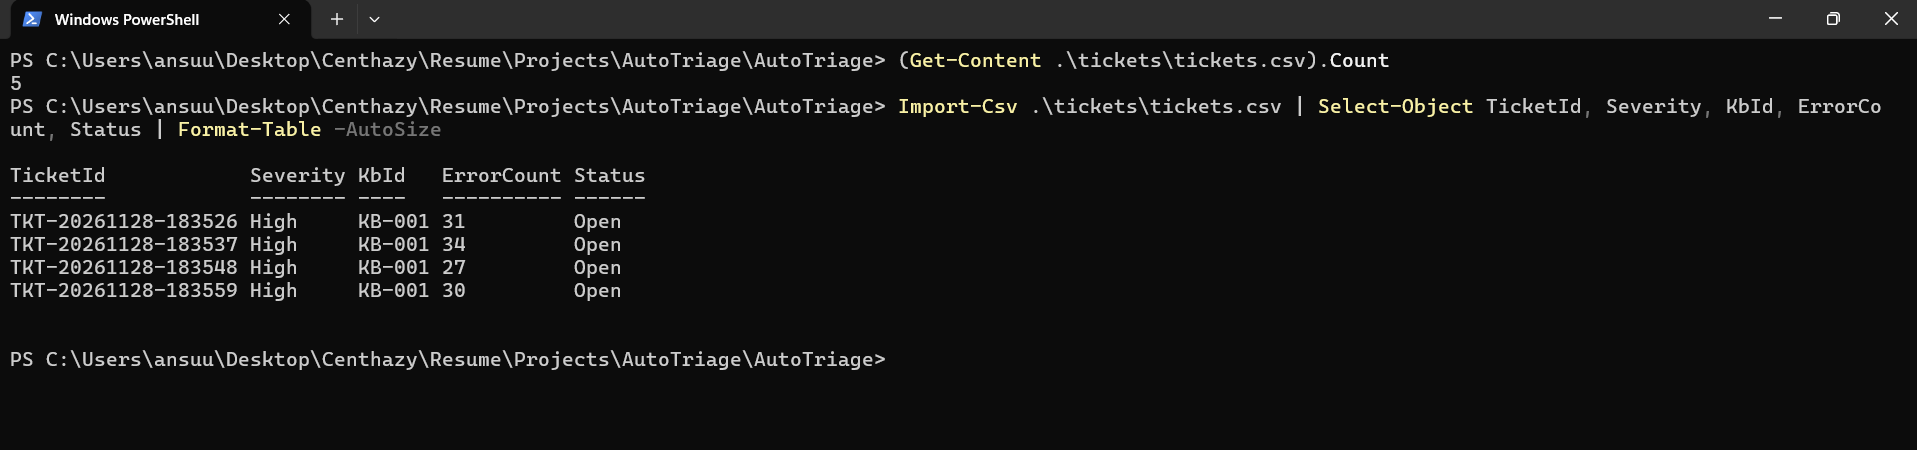 Windows PowerShell
PS C:\Users\ansuu\Desktop\Centhazy\Resume\Projects\AutoTriage\AutoTriage> (Get-Content .\tickets\tickets.csv).Count
5
PS C:\Users\ansuu\Desktop\Centhazy\Resume\Projects\AutoTriage\AutoTriage> Import-Csv .\tickets\tickets.csv | Select-Object TicketId, Severity, KbId, ErrorCo
unt, Status | Format-Table -AutoSize
TicketId            Severity KbId   ErrorCount Status
--------            -------- ----   ---------- ------
TKT-20261128-183526 High     KB-001 31         Open
TKT-20261128-183537 High     KB-001 34         Open
TKT-20261128-183548 High     KB-001 27         Open
TKT-20261128-183559 High     KB-001 30         Open
PS C:\Users\ansuu\Desktop\Centhazy\Resume\Projects\AutoTriage\AutoTriage>